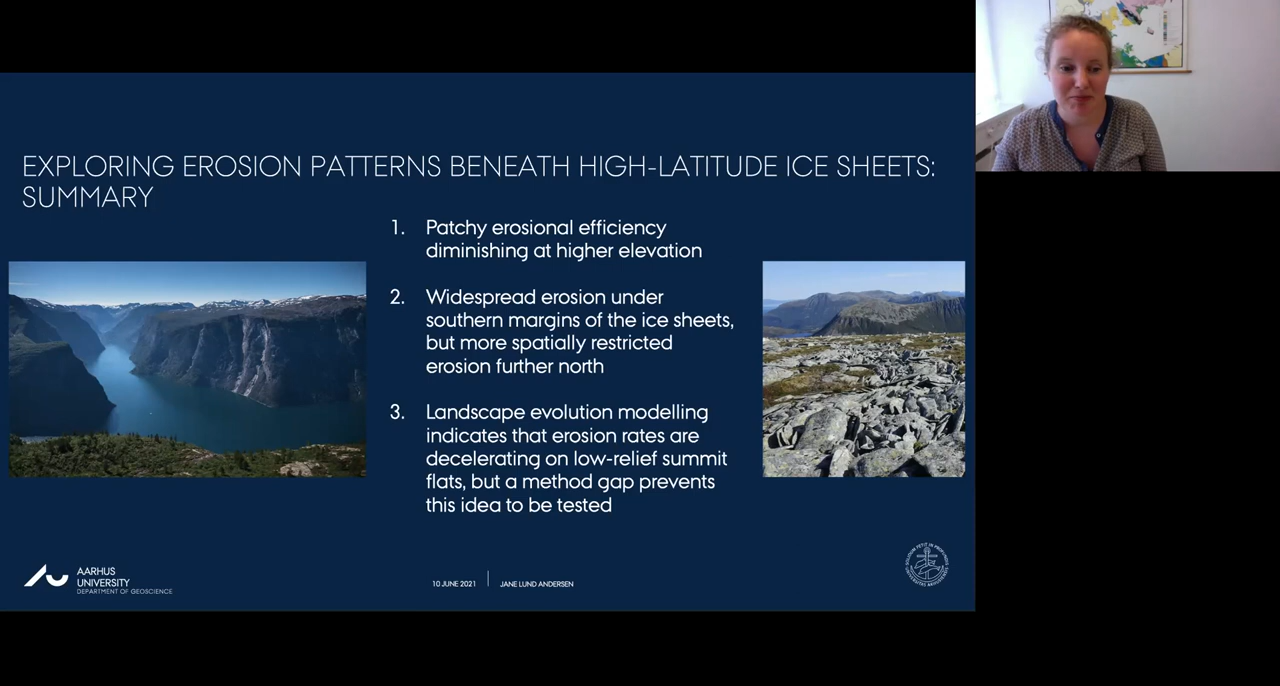 EXPLORING EROSION PATTERNS BENEATH HIGH-LATITUDE ICE SHEETS:
SUMMARY
1. Patchy erosional efficiency
diminishing at higher elevation
2. Widespread erosion under
southern margins of the ice sheets,
but more spatially restricted
erosion further north
3. Landscape evolution modelling
indicates that erosion rates are
decelerating on low-relief summit
flats, but a method gap prevents
this idea to be tested
AARHUS
UNIVERSITY
DEPARTMENT OF GEOSCIENCE
10 JUNE 2021
JANE LUND ANDERSEN